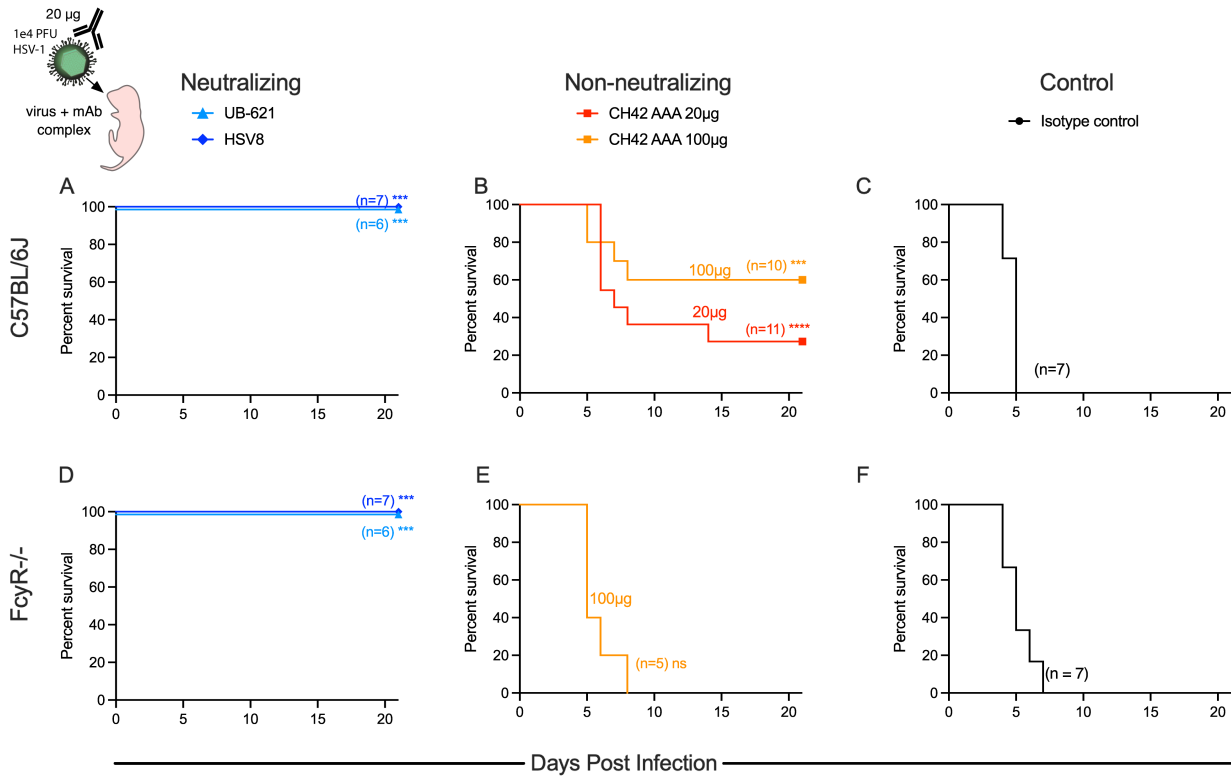 20 µg
1e4 PFU
HSV-1
virus + mAb
complex
Neutralizing
UB-621
HSV8
Non-neutralizing
CH42 AAA 20µg
CH42 AAA 100µg
Control
Isotype control
C57BL/6J
A
Percent survival
100
80
60
40
20
0
0 5 10 15 20
(n=7) ***
(n=6) ***
B
Percent survival
100
80
60
40
20
0
0 5 10 15 20
100µg
(n=10) ***
20µg
(n=11) ****
C
Percent survival
100
80
60
40
20
0
0 5 10 15 20
(n=7)
FcyR-/-
D
Percent survival
100
80
60
40
20
0
0 5 10 15 20
(n=7) ***
(n=6) ***
E
Percent survival
100
80
60
40
20
0
0 5 10 15 20
100µg
(n=5) ns
F
Percent survival
100
80
60
40
20
0
0 5 10 15 20
(n = 7)
Days Post Infection